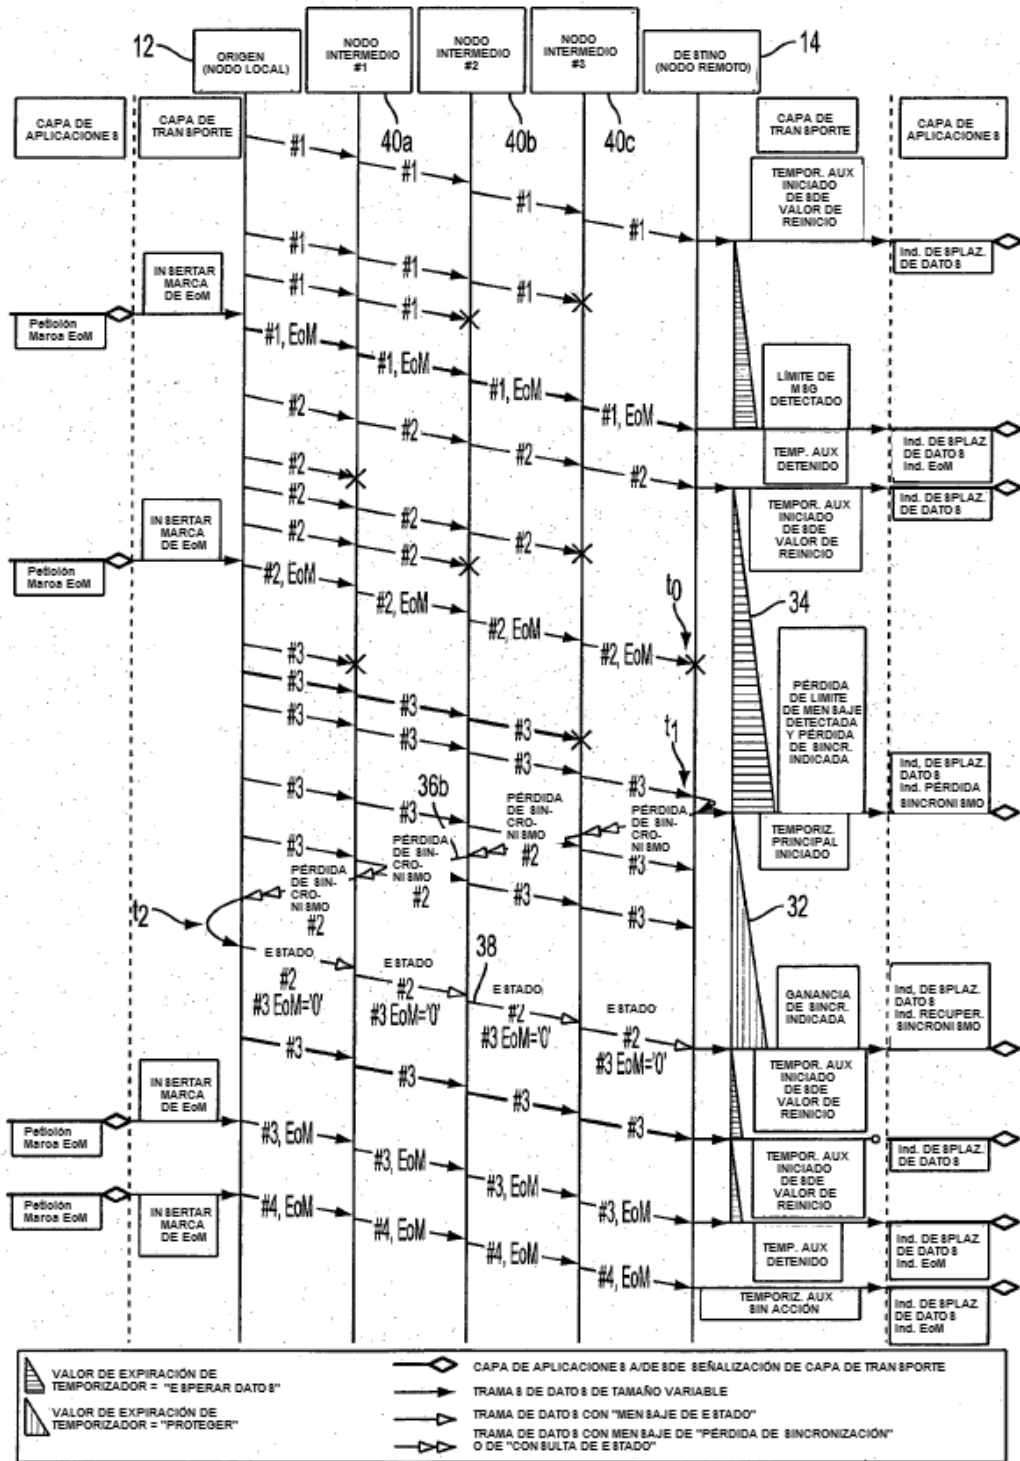 12
ORIGEN
(NODO LOCAL)
NODO
INTERMEDIO
#1
NODO
INTERMEDIO
#2
NODO
INTERMEDIO
#3
DESTINO
(NODO REMOTO)
14
CAPA DE
APLICACIONES
CAPA DE
TRANSPORTE
40a
40b
40c
CAPA DE
TRANSPORTE
CAPA DE
APLICACIONES
#1
#1
#1
#1
TEMPOR. AUX
INICIADO
DESDE
VALOR DE
REINICIO
Ind. DESPLAZ.
DE DATOS
#1
#1
#1
#1
#1
INSERTAR
MARCA
DE EoM
Petición
Marca EoM
#1, EoM
#1, EoM
#1, EoM
#1, EoM
LÍMITE DE
MSG
DETECTADO
Ind. DESPLAZ.
DE DATOS
Ind. EoM
TEMP. AUX
DETENIDO
#2
#2
#2
#2
Ind. DESPLAZ.
DE DATOS
TEMPOR. AUX
INICIADO
DESDE
VALOR DE
REINICIO
#2
#2
#2
#2
#2
#2
INSERTAR
MARCA
DE EoM
Petición
Marca EoM
#2, EoM
#2, EoM
#2, EoM
#2, EoM
t0
34
PÉRDIDA
DE LIMITE
DE MENSAJE
DETECTADA
Y PÉRDIDA
DE SINCR.
INDICADA
#3
#3
#3
#3
#3
#3
#3
#3
t1
Ind, DESPLAZ.
DATOS
Ind. PÉRDIDA
SINCRONISMO
TEMPORIZ.
PRINCIPAL
INICIADO
#3
#3
#3
#3
#3
#3
36b
PÉRDIDA
DE SIN-
CRO-
NISMO
PÉRDIDA
DE SIN-
CRO-
NISMO
#2
PÉRDIDA
DE SIN-
CRO-
NISMO
#2
PÉRDIDA
DE SIN-
CRO-
NISMO
#2
t2
32
ESTADO
#2
#3 EoM='0'
ESTADO
#2
#3 EoM='0'
38
ESTADO
#2
#3 EoM='0'
ESTADO
#2
#3 EoM='0'
GANANCIA
DE SINCR.
INDICADA
Ind, DESPLAZ.
DATOS
Ind. RECUPER.
SINCRONISMO
#3
#3
#3
#3
TEMPOR. AUX
INICIADO
DESDE
VALOR DE
REINICIO
Ind. DESPLAZ.
DE DATOS
INSERTAR
MARCA
DE EoM
Petición
Marca EoM
#3, EoM
#3, EoM
#3, EoM
#3, EoM
TEMPOR. AUX
INICIADO
DESDE
VALOR DE
REINICIO
Ind. DESPLAZ.
DE DATOS
Ind. EoM
TEMP. AUX
DETENIDO
Petición
Marca EoM
INSERTAR
MARCA
DE EoM
#4, EoM
#4, EoM
#4, EoM
#4, EoM
TEMPORIZ. AUX
SIN ACCIÓN
Ind. DESPLAZ.
DE DATOS
Ind. EoM
VALOR DE EXPIRACIÓN DE
TEMPORIZADOR = "ESPERAR DATOS"
VALOR DE EXPIRACIÓN DE
TEMPORIZADOR = "PROTEGER"
CAPA DE APLICACIONES A/DESDE SEÑALIZACIÓN DE CAPA DE TRANSPORTE
TRAMAS DE DATOS DE TAMAÑO VARIABLE
TRAMA DE DATOS CON "MENSAJE DE ESTADO"
TRAMA DE DATOS CON MENSAJE DE "PÉRDIDA DE SINCRONIZACIÓN"
O DE "CONSULTA DE ESTADO"